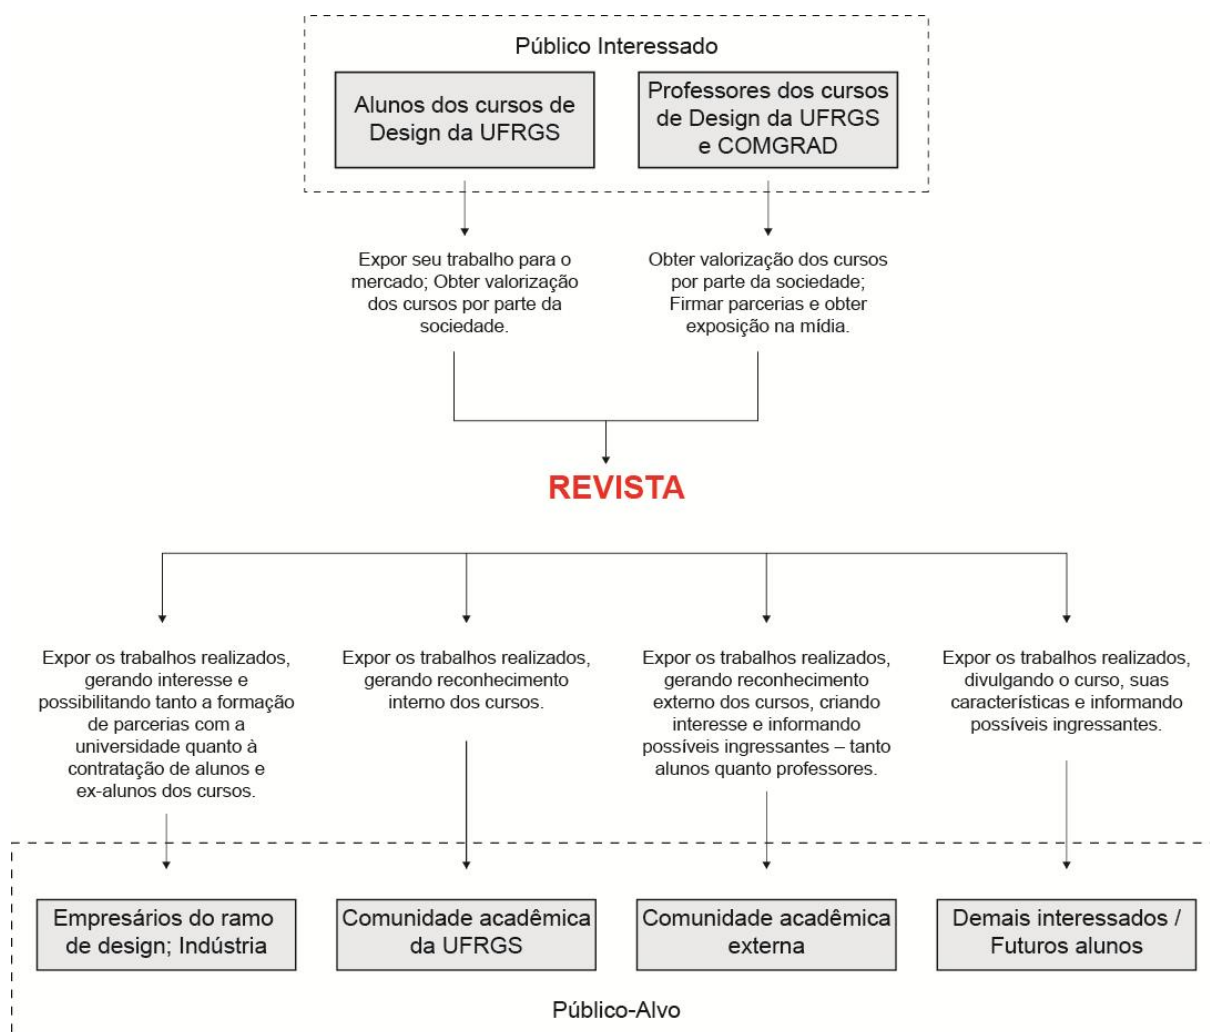 Público Interessado
Alunos dos cursos de
Design da UFRGS
Professores dos cursos
de Design da UFRGS
e COMGRAD
Expor seu trabalho para o
mercado; Obter valorização
dos cursos por parte da
sociedade.
Obter valorização dos cursos
por parte da sociedade;
Firmar parcerias e obter
exposição na mídia.
REVISTA
Expor os trabalhos realizados,
gerando interesse e
possibilitando tanto a formação
de parcerias com a
universidade quanto à
contratação de alunos e
ex-alunos dos cursos.
Expor os trabalhos realizados,
gerando reconhecimento
interno dos cursos.
Expor os trabalhos realizados,
gerando reconhecimento
externo dos cursos, criando
interesse e informando
possíveis ingressantes – tanto
alunos quanto professores.
Expor os trabalhos realizados,
divulgando o curso, suas
características e informando
possíveis ingressantes.
Empresários do ramo
de design; Indústria
Comunidade acadêmica
da UFRGS
Comunidade acadêmica
externa
Demais interessados /
Futuros alunos
Público-Alvo